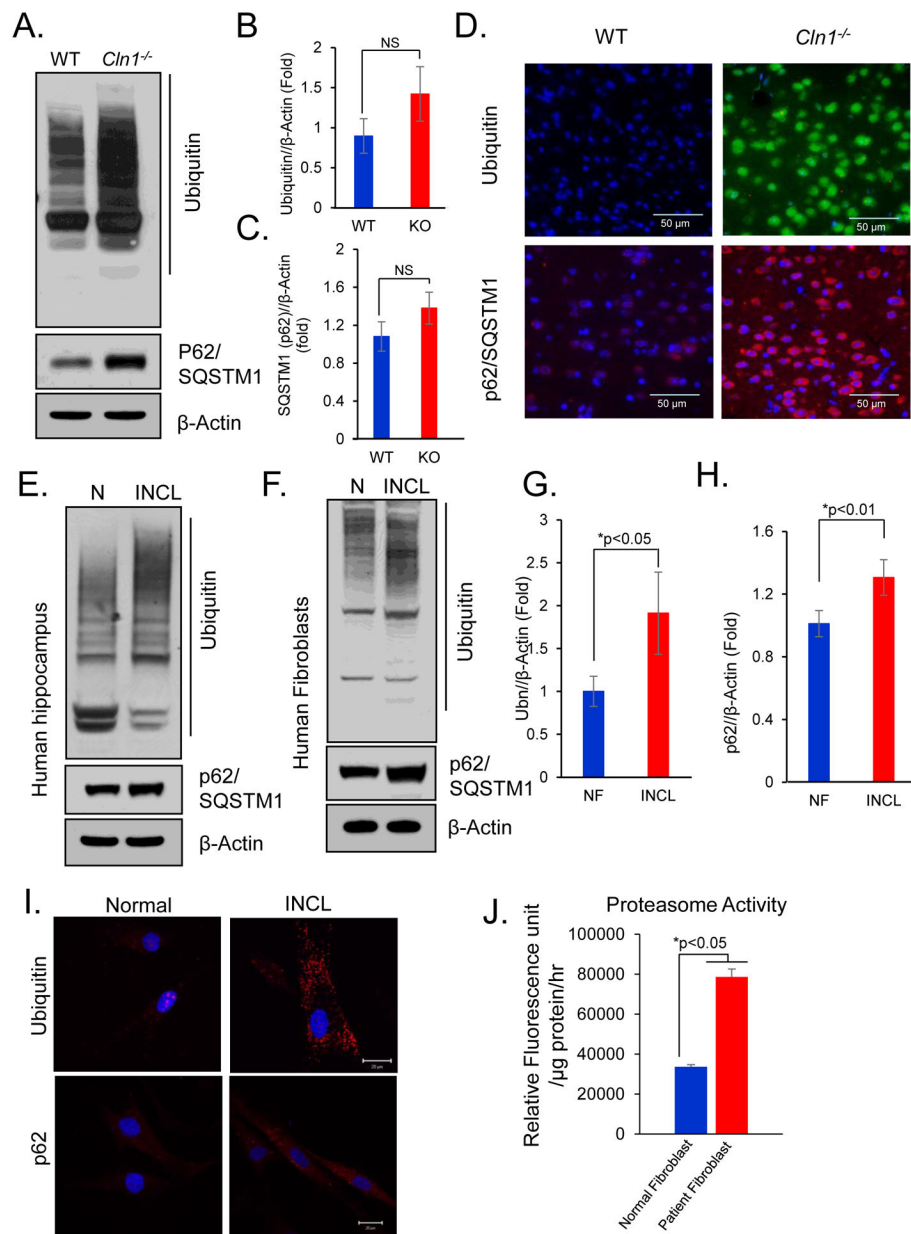 A.
WT Cln1-/-
Ubiquitin
P62/
SQSTM1
β-Actin
B.
Ubiquitin//β-Actin (Fold)
2
1.5
1
0.5
0
NS
WT KO
C.
SQSTM1 (p62)//β-Actin
(fold)
1.8
1.4
1.2
0.6
0.4
0
NS
WT KO
D.
WT Cln1-/-
Ubiquitin
50 µm
50 µm
p62/SQSTM1
50 µm
50 µm
E.
N INCL
Human hippocampus
Ubiquitin
p62/
SQSTM1
β-Actin
F.
N INCL
Human Fibroblasts
Ubiquitin
p62/
SQSTM1
β-Actin
G.
Ubn//β-Actin (Fold)
3
2.5
2
1.5
1
0.5
0
*p<0.05
NF INCL
H.
p62//β-Actin (Fold)
1.6
1.2
0.8
0.4
0
*p<0.01
NF INCL
I.
Normal INCL
Ubiquitin
20 µm
p62
20 µm
J.
Proteasome Activity
Relative Fluorescence unit
/µg protein/hr
100000
80000
60000
40000
20000
0
*p<0.05
Normal Fibroblast
Patient Fibroblast